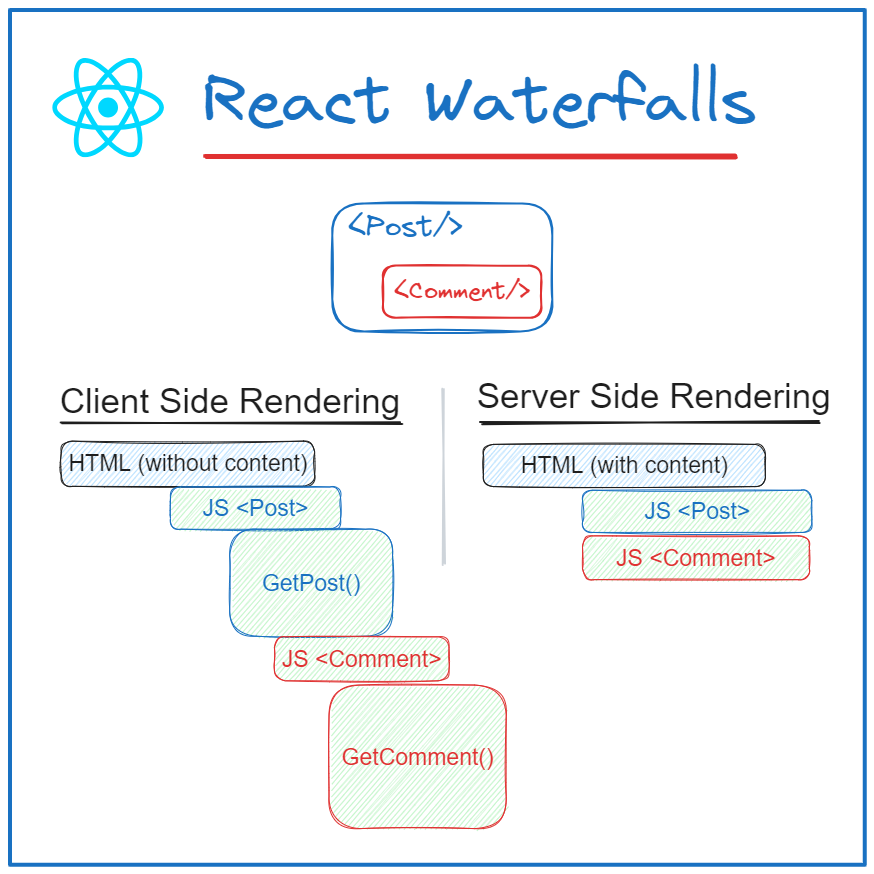 React Waterfalls
<Post/>
<Comment/>
Client Side Rendering
HTML (without content)
JS <Post>
GetPost()
JS <Comment>
GetComment()
Server Side Rendering
HTML (with content)
JS <Post>
JS <Comment>